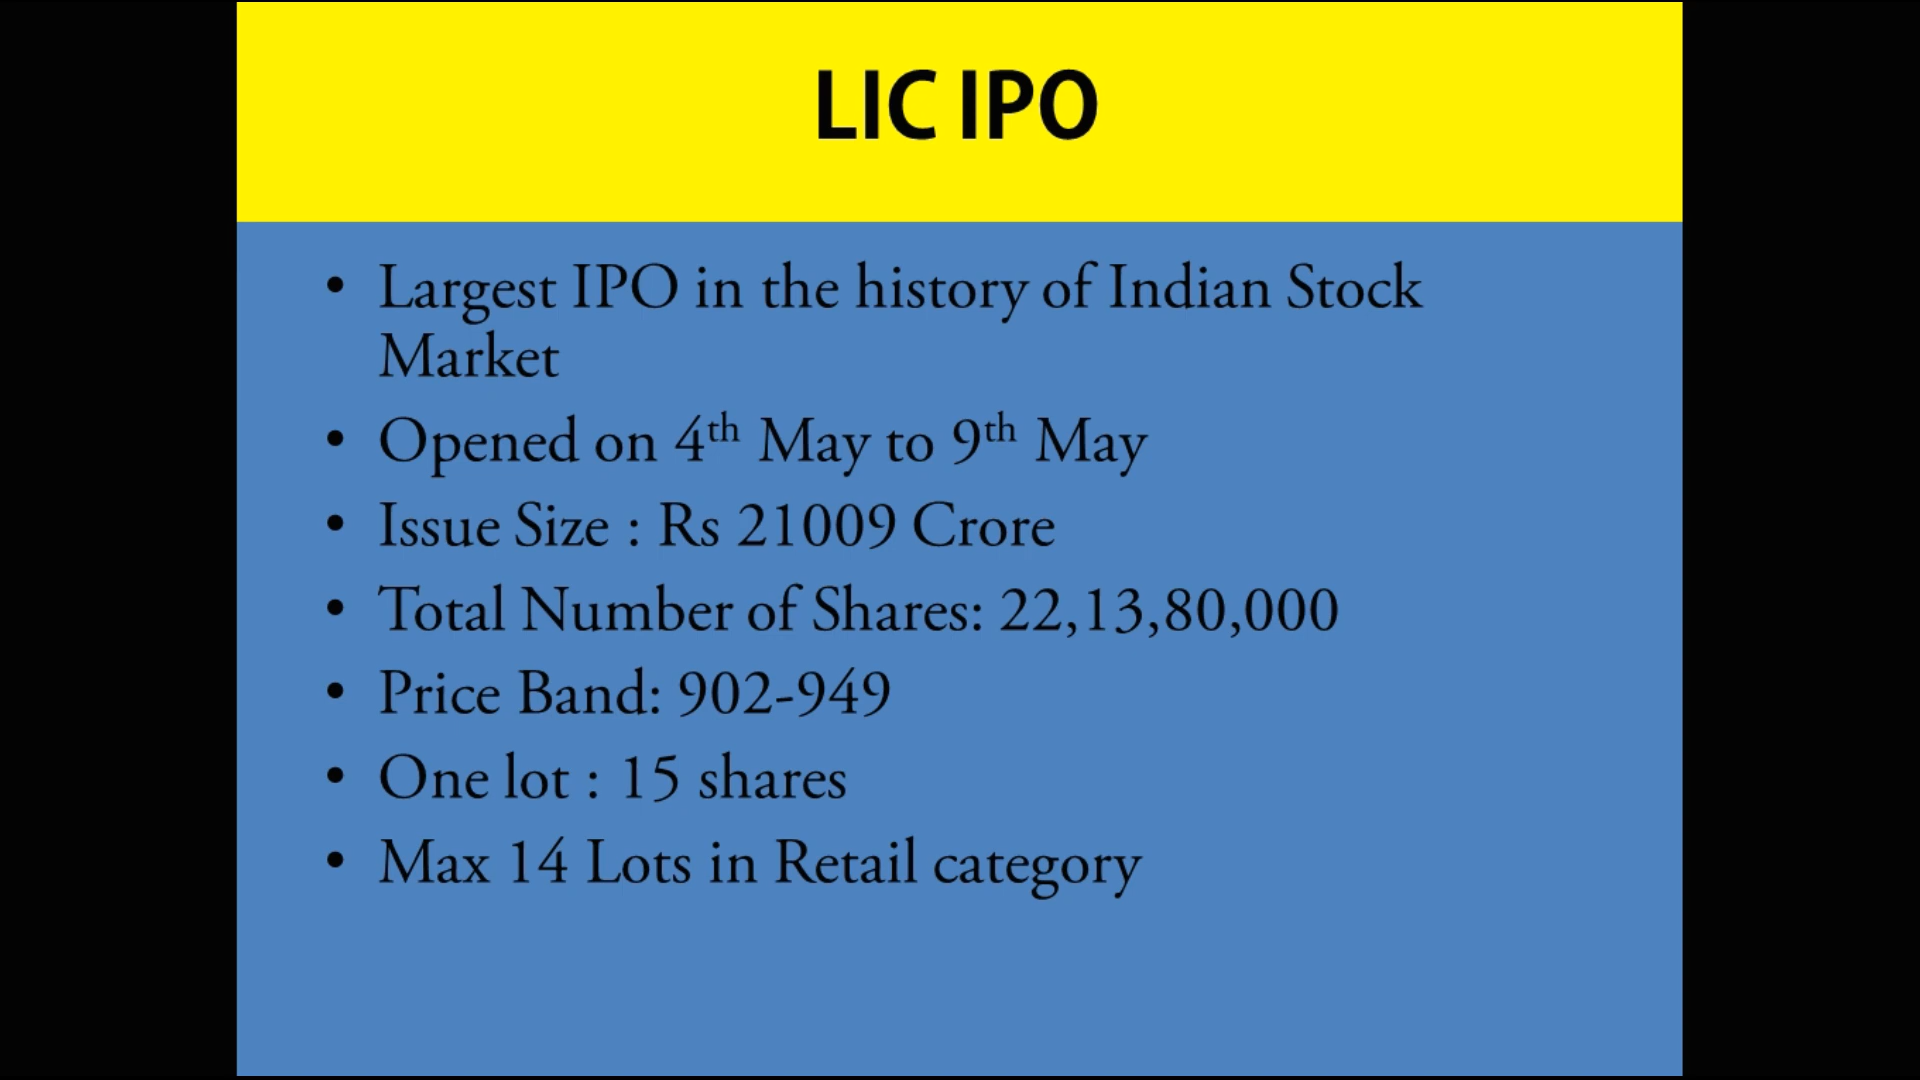 LIC IPO
• Largest IPO in the history of Indian Stock
Market
• Opened on 4th May to 9th May
• Issue Size : Rs 21009 Crore
• Total Number of Shares: 22,13,80,000
• Price Band: 902-949
• One lot : 15 shares
• Max 14 Lots in Retail category